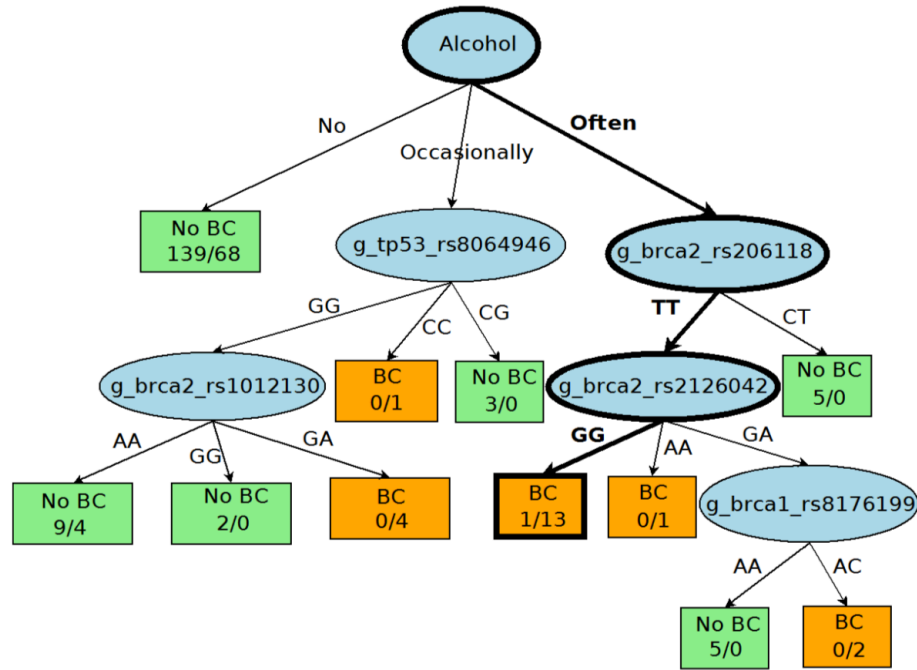 Alcohol
No
Occasionally
Often
No BC
139/68
g_tp53_rs8064946
g_brca2_rs206118
GG
CC
CG
TT
CT
g_brca2_rs1012130
BC
0/1
No BC
3/0
g_brca2_rs2126042
No BC
5/0
AA
GG
GA
GG
AA
GA
No BC
9/4
No BC
2/0
BC
0/4
BC
1/13
BC
0/1
g_brca1_rs8176199
AA
AC
No BC
5/0
BC
0/2